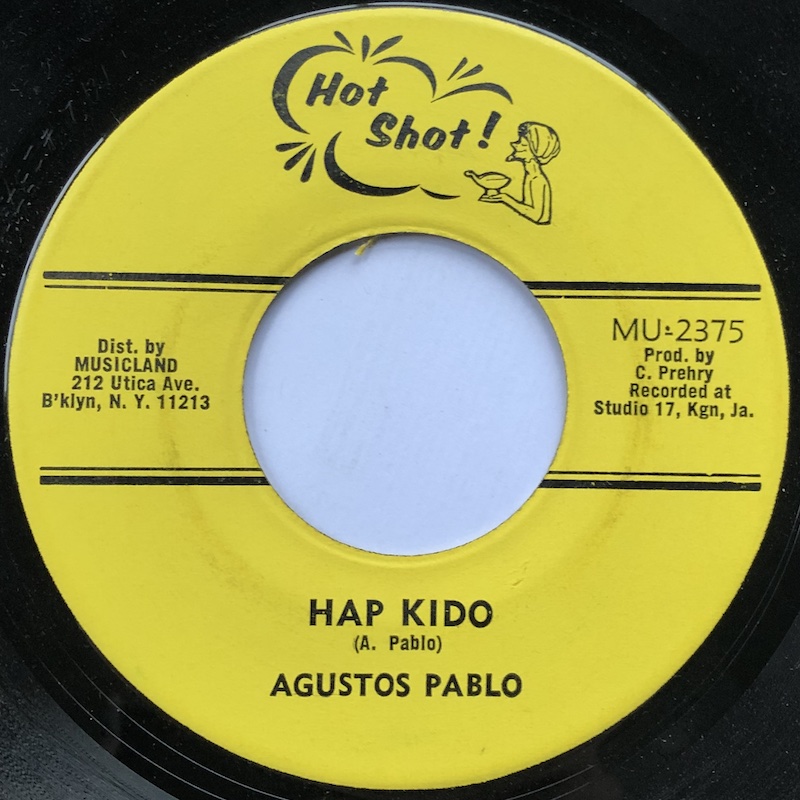 Hot
Shot!
Dist. by
MUSICLAND
212 Utica Ave.
B'klyn, N. Y. 11213
MU-2375
Prod. by
C. Prehry
Recorded at
Studio 17, Kgn, Ja.
HAP KIDO
(A. Pablo)
AGUSTOS PABLO